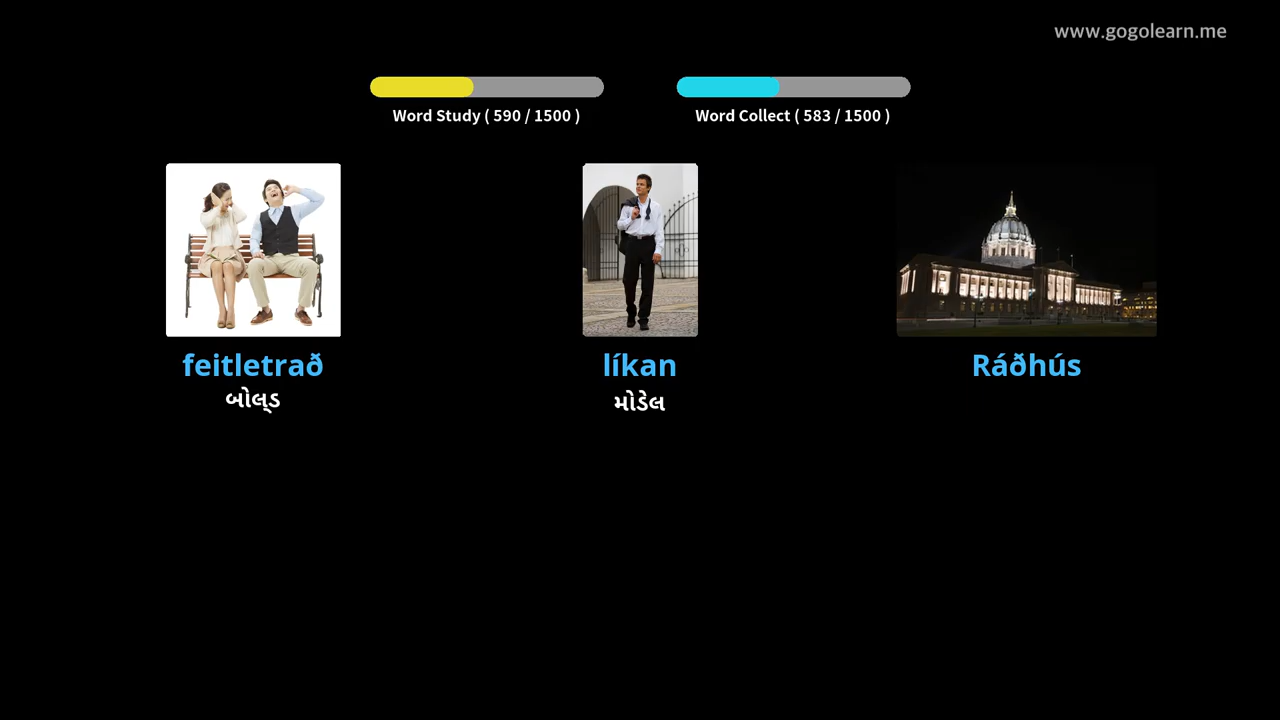 www.gogolearn.me
Word Study ( 590 / 1500 )
Word Collect ( 583 / 1500 )
feitletrað
líkan
Ráðhús
બોલ્ડ
મોડેલ